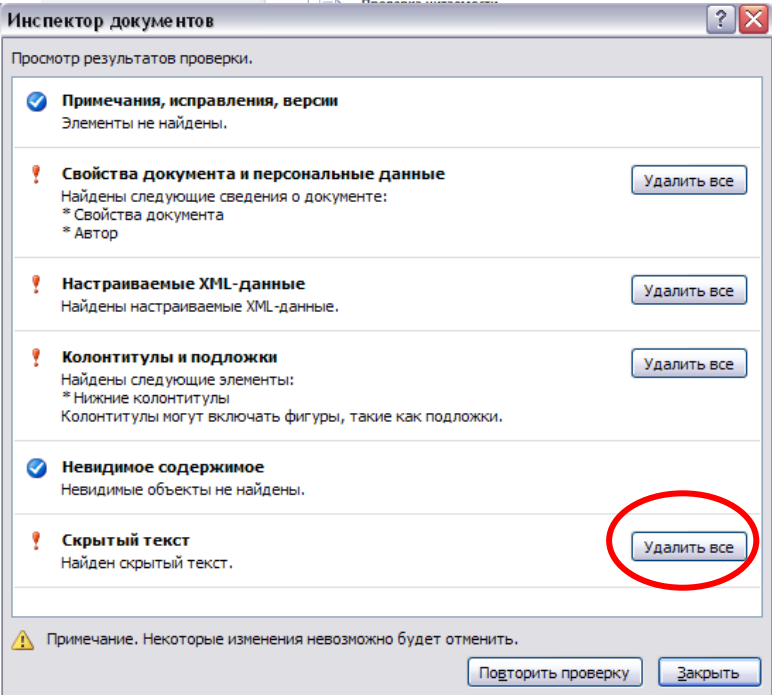 Инспектор документов
Просмотр результатов проверки.
Примечания, исправления, версии
Элементы не найдены.
Свойства документа и персональные данные
Удалить все
Найдены следующие сведения о документе:
* Свойства документа
* Автор
Настраиваемые XML-данные
Удалить все
Найдены настраиваемые XML-данные.
Колонтитулы и подложки
Удалить все
Найдены следующие элементы:
* Нижние колонтитулы
Колонтитулы могут включать фигуры, такие как подложки.
Невидимое содержимое
Невидимые объекты не найдены.
Скрытый текст
Удалить все
Найден скрытый текст.
Примечание. Некоторые изменения невозможно будет отменить.
Повторить проверку
Закрыть